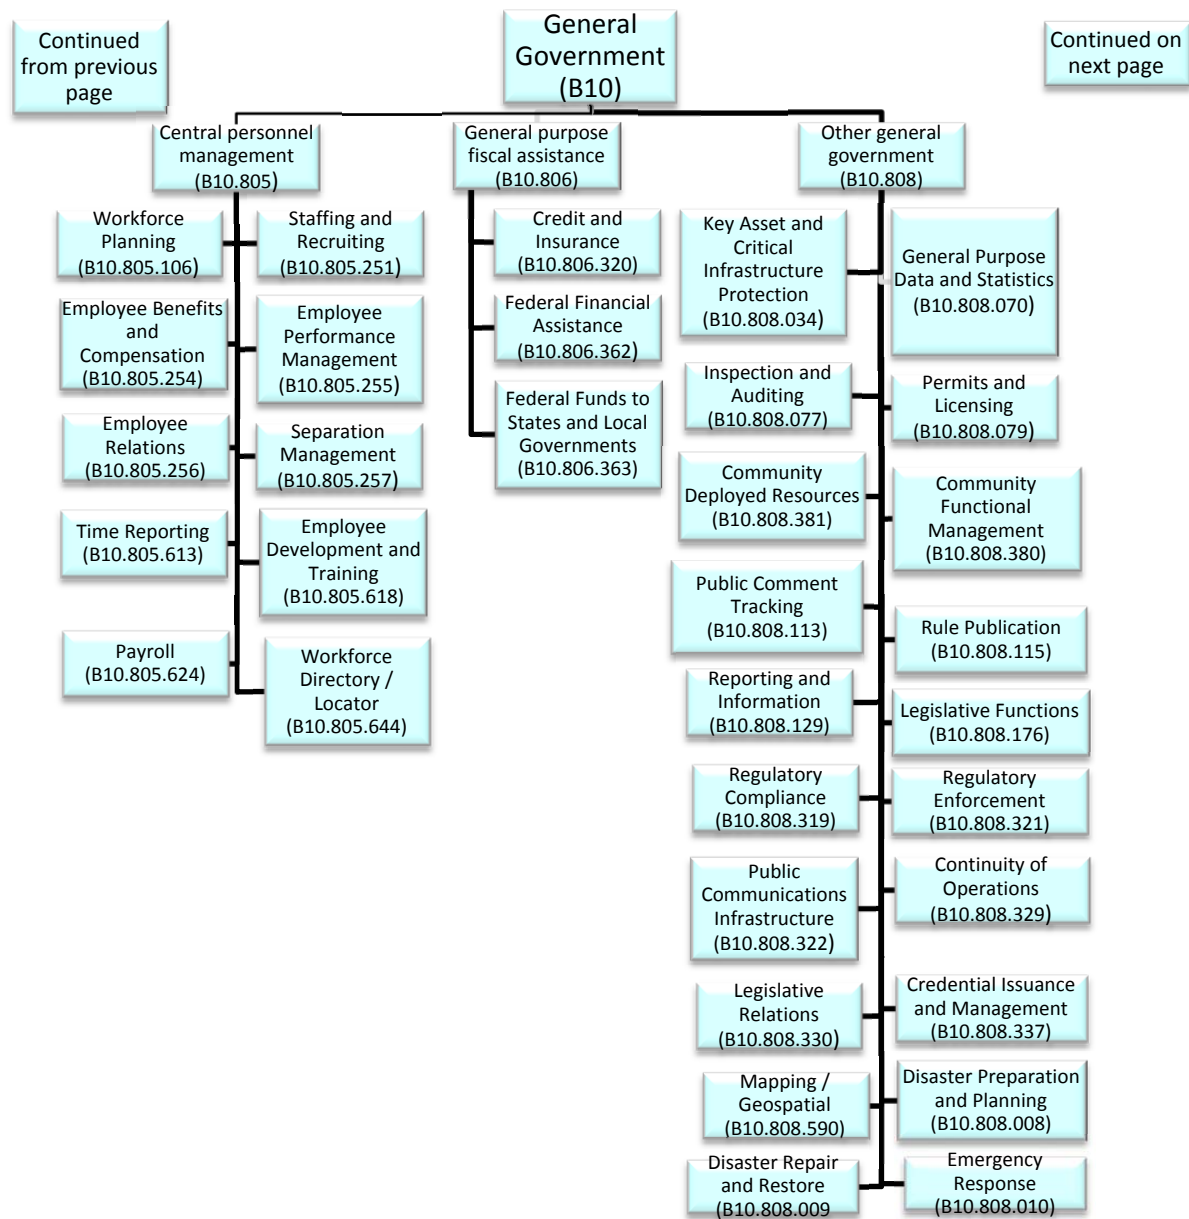 Continued
from previous
page
General
Government
(B10)
Continued on
next page
Central personnel
management
(B10.805)
General purpose
fiscal assistance
(B10.806)
Other general
government
(B10.808)
Workforce
Planning
(B10.805.106)
Staffing and
Recruiting
(B10.805.251)
Employee Benefits
and
Compensation
(B10.805.254)
Employee
Performance
Management
(B10.805.255)
Employee
Relations
(B10.805.256)
Separation
Management
(B10.805.257)
Time Reporting
(B10.805.613)
Employee
Development and
Training
(B10.805.618)
Payroll
(B10.805.624)
Workforce
Directory /
Locator
(B10.805.644)
Credit and
Insurance
(B10.806.320)
Federal Financial
Assistance
(B10.806.362)
Federal Funds to
States and Local
Governments
(B10.806.363)
Key Asset and
Critical
Infrastructure
Protection
(B10.808.034)
General Purpose
Data and Statistics
(B10.808.070)
Inspection and
Auditing
(B10.808.077)
Permits and
Licensing
(B10.808.079)
Community
Deployed Resources
(B10.808.381)
Community
Functional
Management
(B10.808.380)
Public Comment
Tracking
(B10.808.113)
Rule Publication
(B10.808.115)
Reporting and
Information
(B10.808.129)
Legislative Functions
(B10.808.176)
Regulatory
Compliance
(B10.808.319)
Regulatory
Enforcement
(B10.808.321)
Public
Communications
Infrastructure
(B10.808.322)
Continuity of
Operations
(B10.808.329)
Legislative
Relations
(B10.808.330)
Credential Issuance
and Management
(B10.808.337)
Mapping /
Geospatial
(B10.808.590)
Disaster Preparation
and Planning
(B10.808.008)
Disaster Repair
and Restore
(B10.808.009
Emergency
Response
(B10.808.010)